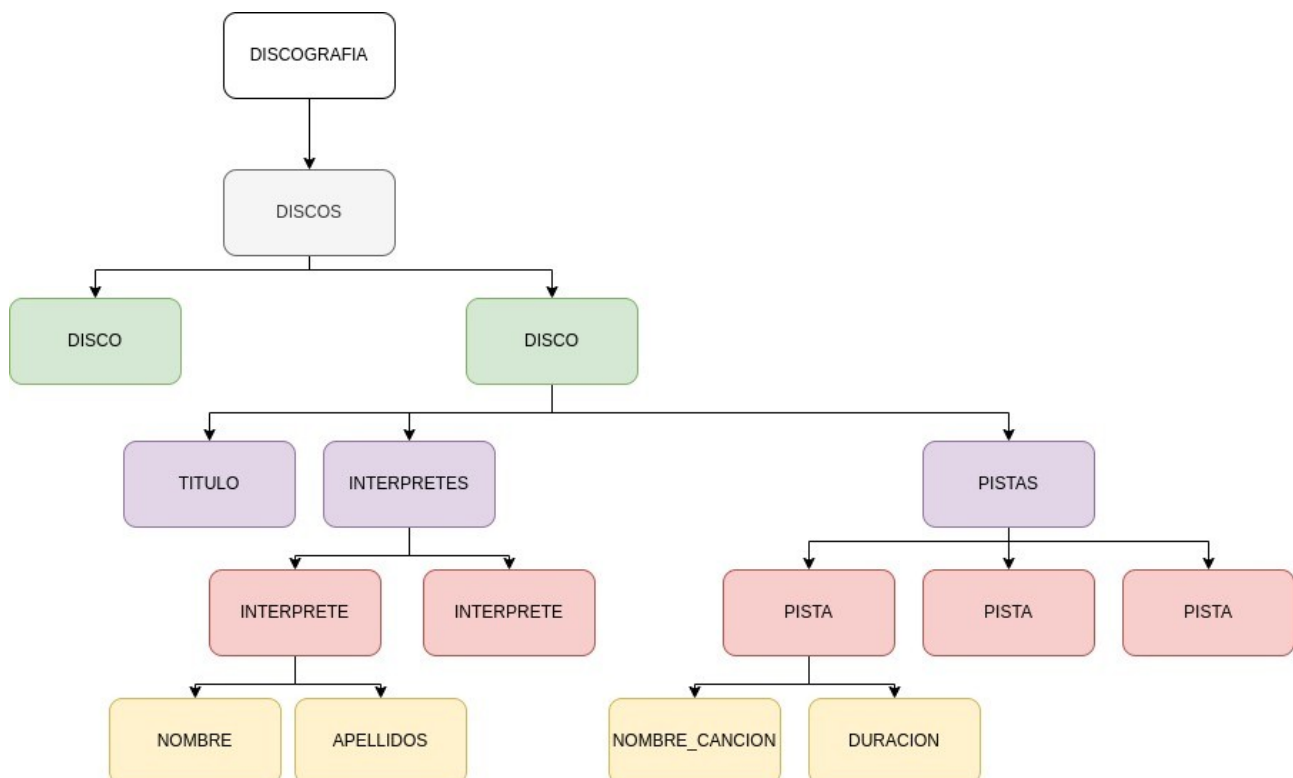 DISCOGRAFIA
DISCOS
DISCO
DISCO
TITULO
INTERPRETES
PISTAS
INTERPRETE
INTERPRETE
PISTA
PISTA
PISTA
NOMBRE
APELLIDOS
NOMBRE_CANCION
DURACION